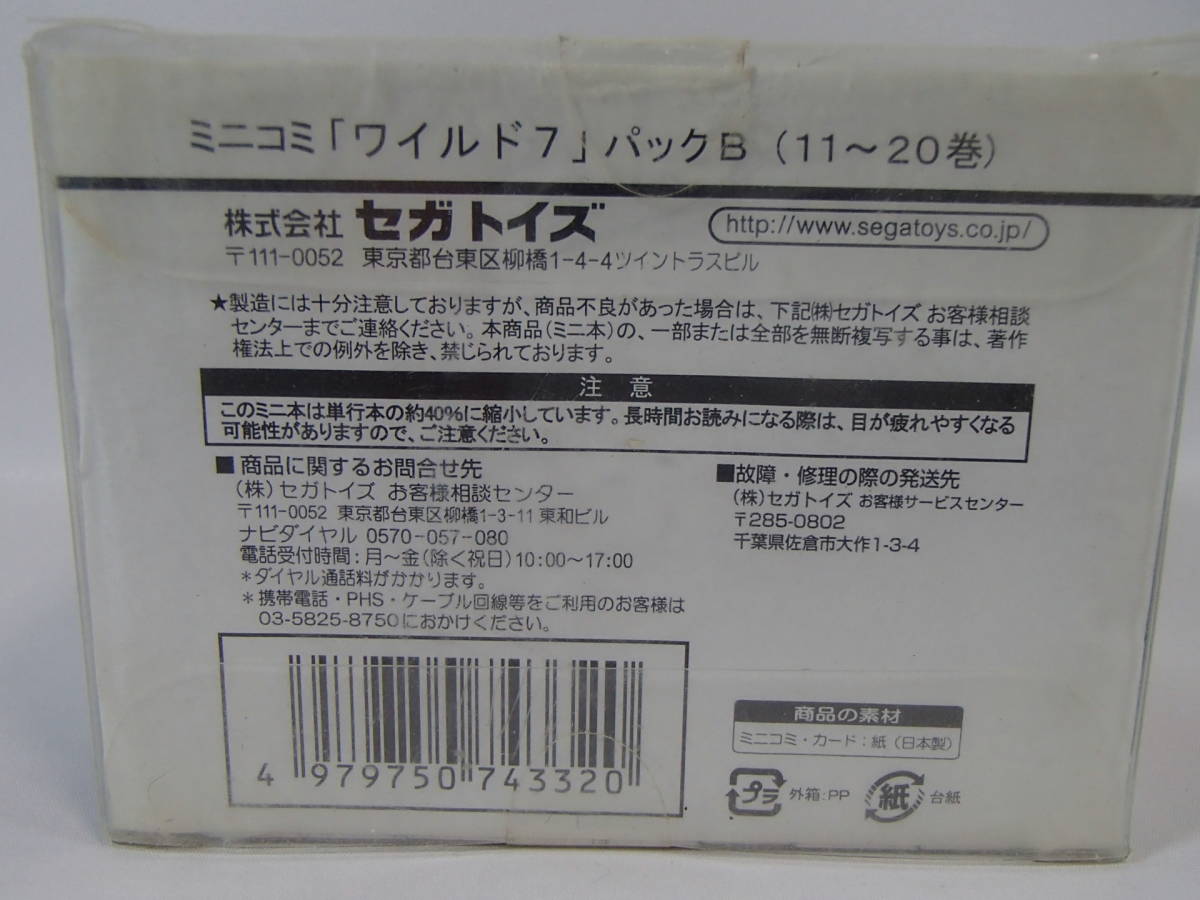 ミニコミ「ワイルド7」パックB（11～20巻）
株式会社 セガトイズ
http://www.segatoys.co.jp/
〒111-0052 東京都台東区柳橋1-4-4ツイントラスビル
★製造には十分注意しておりますが、商品不良があった場合は、下記㈱セガトイズ お客様相談
センターまでご連絡ください。本商品（ミニ本）の、一部または全部を無断複写する事は、著作
権法上での例外を除き、禁じられております。
注 意
このミニ本は単行本の約40%に縮小しています。長時間お読みになる際は、目が疲れやすくなる
可能性がありますので、ご注意ください。
■商品に関するお問合せ先
（株）セガトイズ お客様相談センター
〒111-0052 東京都台東区柳橋1-3-11 東和ビル
ナビダイヤル 0570-057-080
電話受付時間：月～金（除く祝日）10:00～17:00
＊ダイヤル通話料がかかります。
＊携帯電話・PHS・ケーブル回線等をご利用のお客様は
03-5825-8750におかけください。
■故障・修理の際の発送先
（株）セガトイズ お客様サービスセンター
〒285-0802
千葉県佐倉市大作1-3-4
4 979750 743320
商品の素材
ミニコミ・カード：紙（日本製）
プラ 外箱：PP
紙 台紙